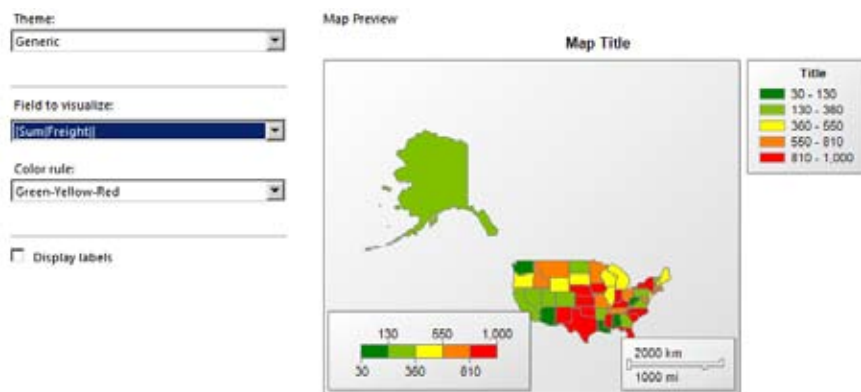 Theme:
Generic
Field to visualize:
[Sum(Freight)]
Color rule:
Green-Yellow-Red
Display labels
Map Preview
Map Title
Title
30 - 130
130 - 360
360 - 550
550 - 810
810 - 1,000
130 550 1,000
30 360 810
2000 km
1000 mi